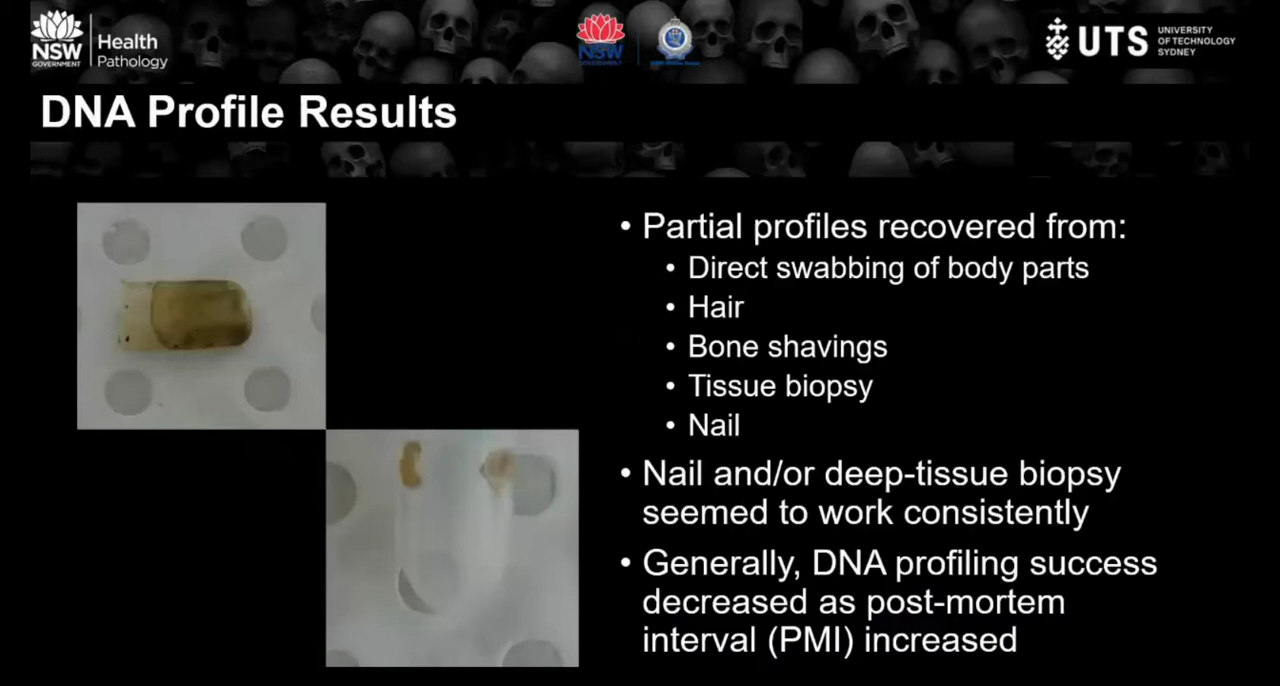 NSW
GOVERNMENT
Health
Pathology
NSW
GOVERNMENT
UTS
UNIVERSITY
OF TECHNOLOGY
SYDNEY
DNA Profile Results
• Partial profiles recovered from:
• Direct swabbing of body parts
• Hair
• Bone shavings
• Tissue biopsy
• Nail
• Nail and/or deep-tissue biopsy
seemed to work consistently
• Generally, DNA profiling success
decreased as post-mortem
interval (PMI) increased